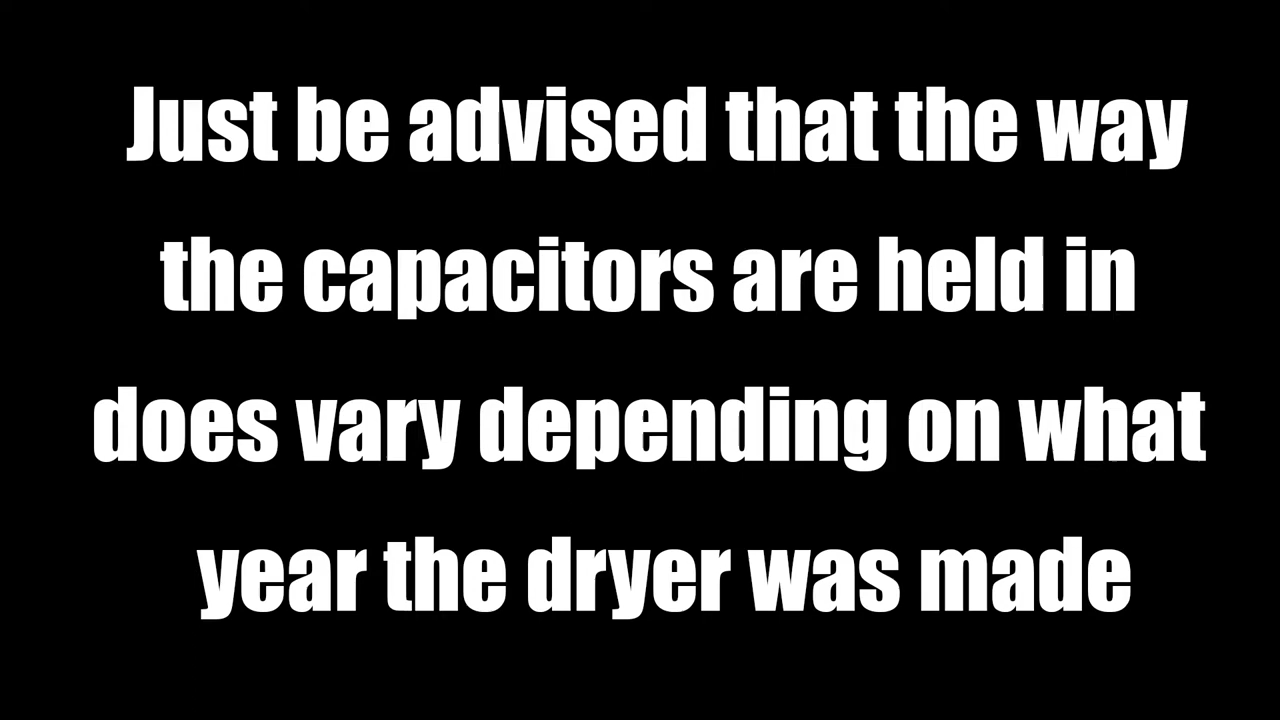 Just be advised that the way
the capacitors are held in
does vary depending on what
year the dryer was made